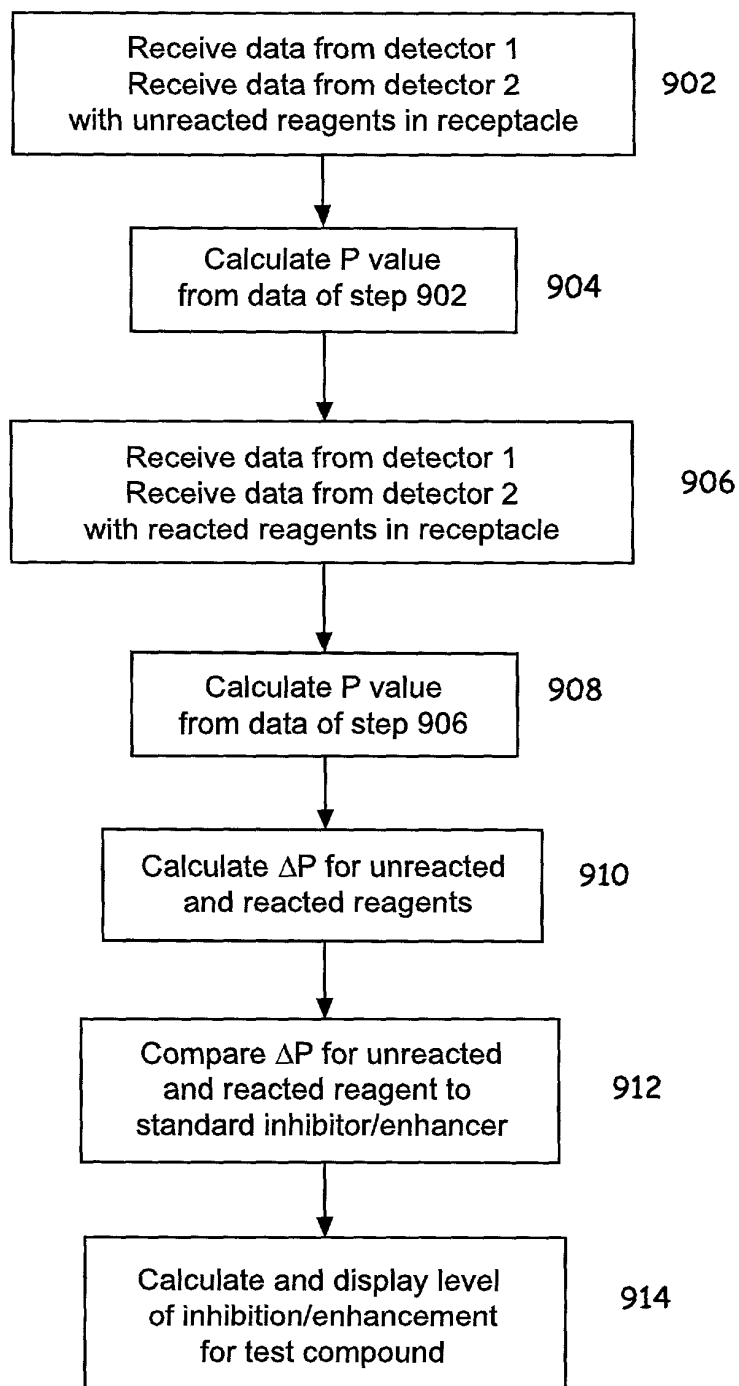 Receive data from detector 1
Receive data from detector 2
with unreacted reagents in receptacle
902
Calculate P value
from data of step 902
904
Receive data from detector 1
Receive data from detector 2
with reacted reagents in receptacle
906
Calculate P value
from data of step 906
908
Calculate ΔP for unreacted
and reacted reagents
910
Compare ΔP for unreacted
and reacted reagent to
standard inhibitor/enhancer
912
Calculate and display level
of inhibition/enhancement
for test compound
914